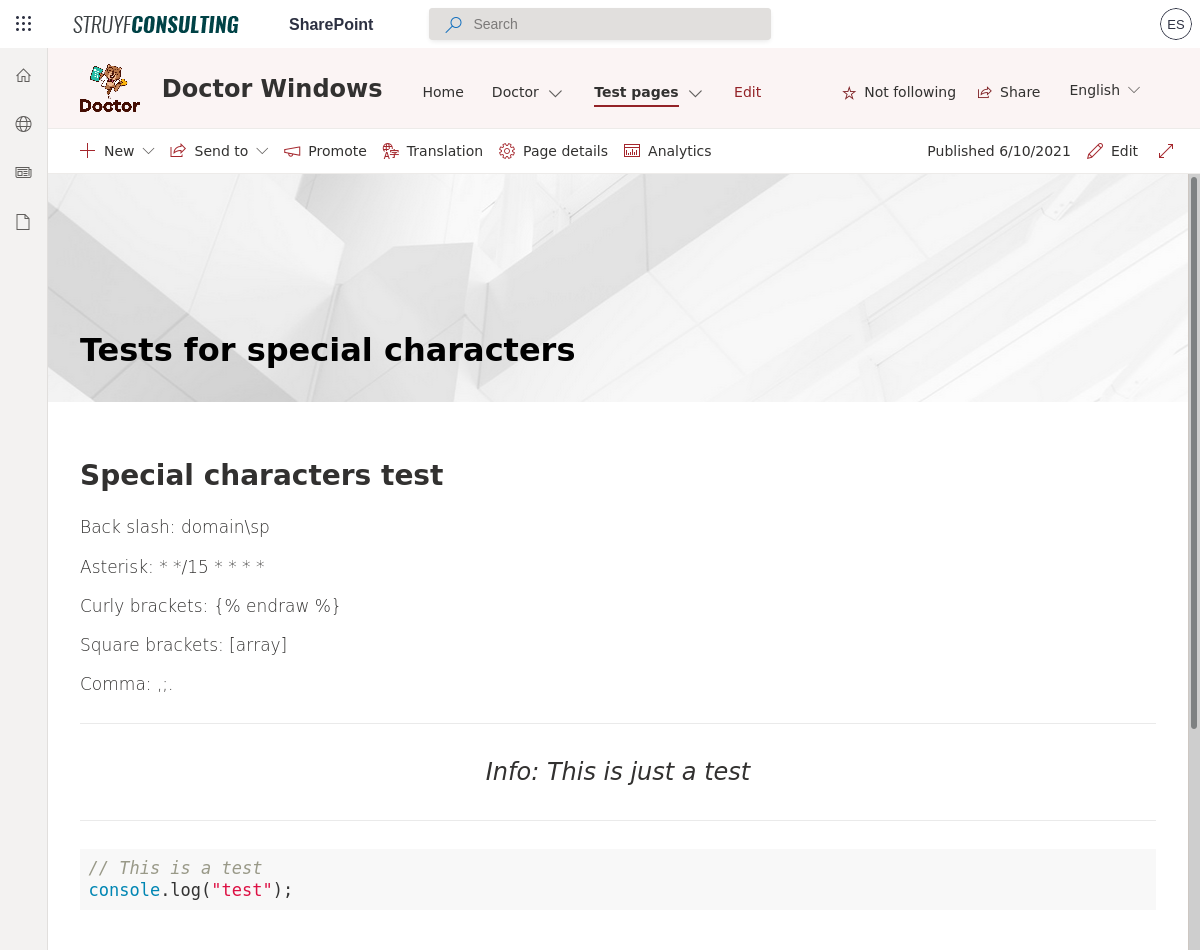 STRUYFCONSULTING SharePoint Search ES
Doctor Doctor Windows Home Doctor Test pages Edit Not following Share English
New Send to Promote Translation Page details Analytics Published 6/10/2021 Edit
Tests for special characters
Special characters test
Back slash: domain\sp
Asterisk: * */15 * * * *
Curly brackets: {% endraw %}
Square brackets: [array]
Comma: ,;.
Info: This is just a test
// This is a test
console.log("test");